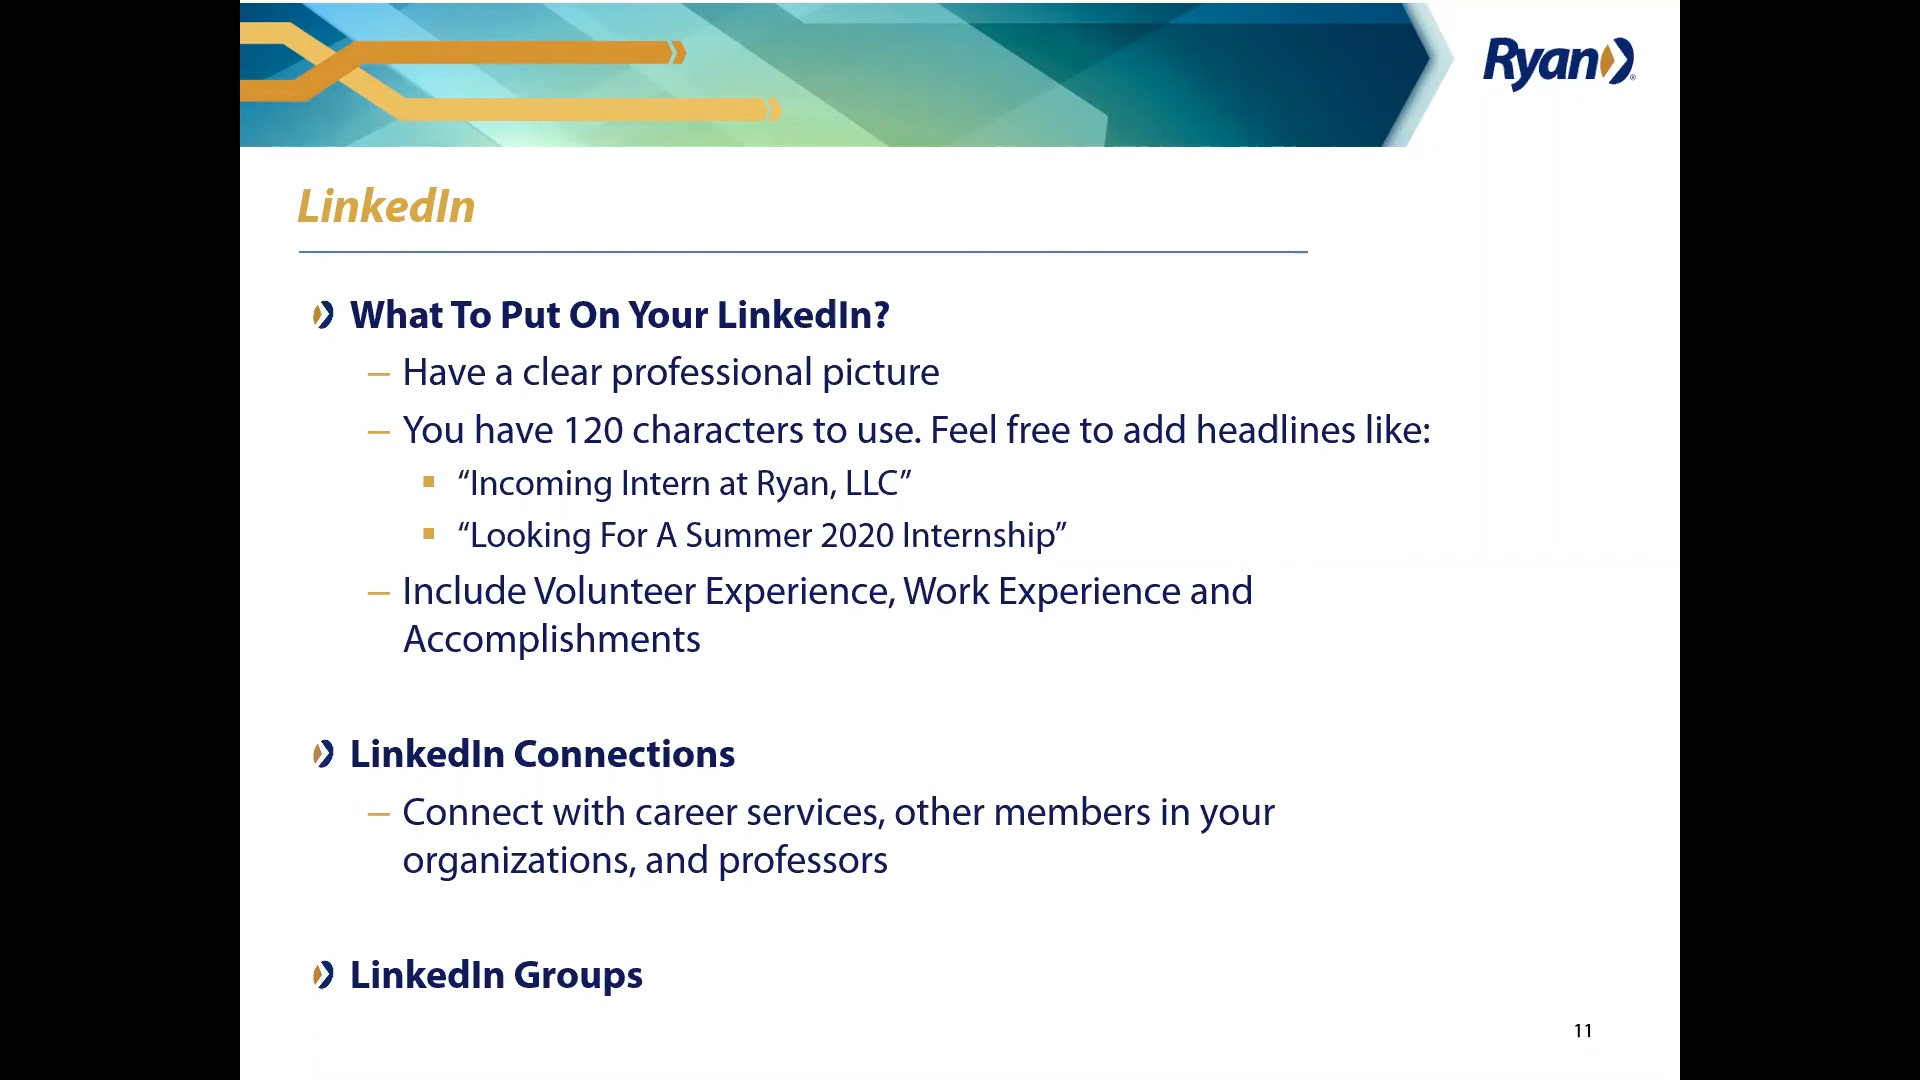 Ryan
LinkedIn
What To Put On Your LinkedIn?
– Have a clear professional picture
– You have 120 characters to use. Feel free to add headlines like:
▪ “Incoming Intern at Ryan, LLC”
▪ “Looking For A Summer 2020 Internship”
– Include Volunteer Experience, Work Experience and
Accomplishments
LinkedIn Connections
– Connect with career services, other members in your
organizations, and professors
LinkedIn Groups
11